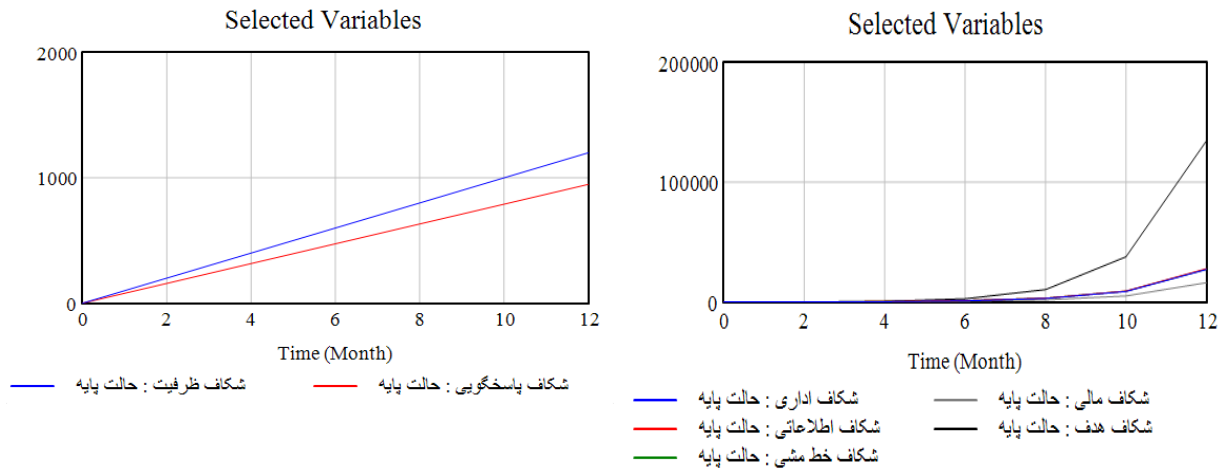 Selected Variables
2000
1000
0
0 2 4 6 8 10 12
Time (Month)
شکاف ظرفیت : حالت پایه
شکاف پاسخگویی : حالت پایه
Selected Variables
200000
100000
0
0 2 4 6 8 10 12
Time (Month)
شکاف اداری : حالت پایه
شکاف مالی : حالت پایه
شکاف اطلاعاتی : حالت پایه
شکاف هدف : حالت پایه
شکاف خط مشی : حالت پایه